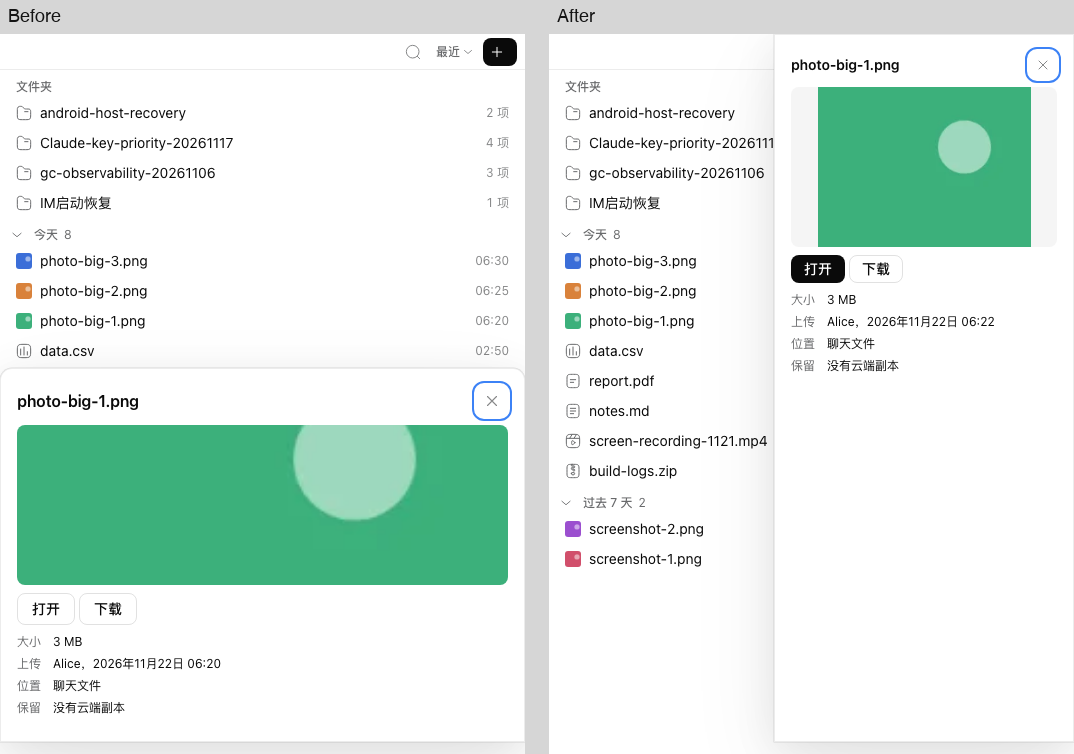 Before
最近
文件夹
android-host-recovery 2 项
Claude-key-priority-20261117 4 项
gc-observability-20261106 3 项
IM启动恢复 1 项
今天 8
photo-big-3.png 06:30
photo-big-2.png 06:25
photo-big-1.png 06:20
data.csv 02:50
photo-big-1.png
打开 下载
大小 3 MB
上传 Alice，2026年11月22日 06:20
位置 聊天文件
保留 没有云端副本
After
文件夹
android-host-recovery
Claude-key-priority-2026111
gc-observability-20261106
IM启动恢复
今天 8
photo-big-3.png
photo-big-2.png
photo-big-1.png
data.csv
report.pdf
notes.md
screen-recording-1121.mp4
build-logs.zip
过去 7 天 2
screenshot-2.png
screenshot-1.png
photo-big-1.png
打开 下载
大小 3 MB
上传 Alice，2026年11月22日 06:22
位置 聊天文件
保留 没有云端副本